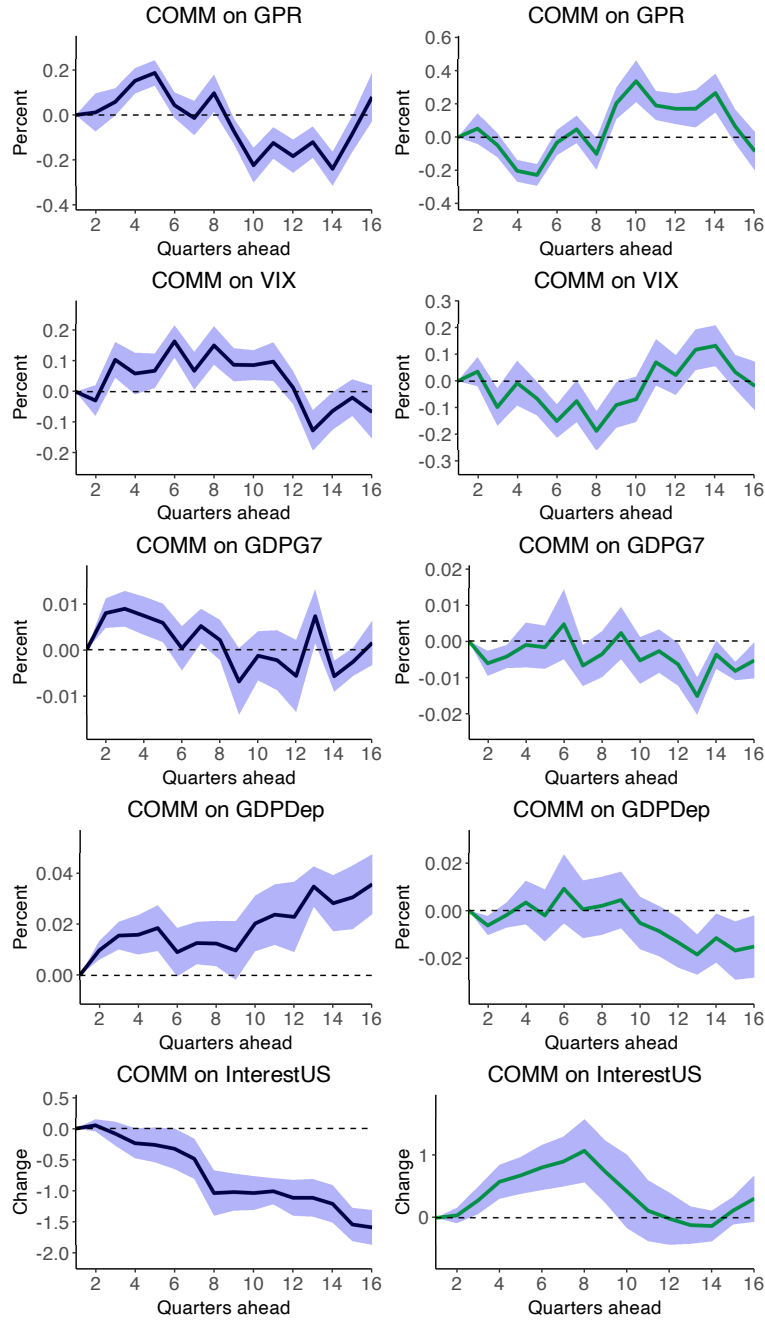 COMM on GPR
Percent
0.2
0.0
-0.2
-0.4
2 4 6 8 10 12 14 16
Quarters ahead
COMM on GPR
Percent
0.6
0.4
0.2
0.0
-0.2
-0.4
2 4 6 8 10 12 14 16
Quarters ahead
COMM on VIX
Percent
0.2
0.1
0.0
-0.1
-0.2
2 4 6 8 10 12 14 16
Quarters ahead
COMM on VIX
Percent
0.3
0.2
0.1
0.0
-0.1
-0.2
-0.3
2 4 6 8 10 12 14 16
Quarters ahead
COMM on GDPG7
Percent
0.01
0.00
-0.01
2 4 6 8 10 12 14 16
Quarters ahead
COMM on GDPG7
Percent
0.02
0.01
0.00
-0.01
-0.02
2 4 6 8 10 12 14 16
Quarters ahead
COMM on GDPDep
Percent
0.04
0.02
0.00
2 4 6 8 10 12 14 16
Quarters ahead
COMM on GDPDep
Percent
0.02
0.00
-0.02
2 4 6 8 10 12 14 16
Quarters ahead
COMM on InterestUS
Change
0.5
0.0
-0.5
-1.0
-1.5
-2.0
2 4 6 8 10 12 14 16
Quarters ahead
COMM on InterestUS
Change
1
0
2 4 6 8 10 12 14 16
Quarters ahead